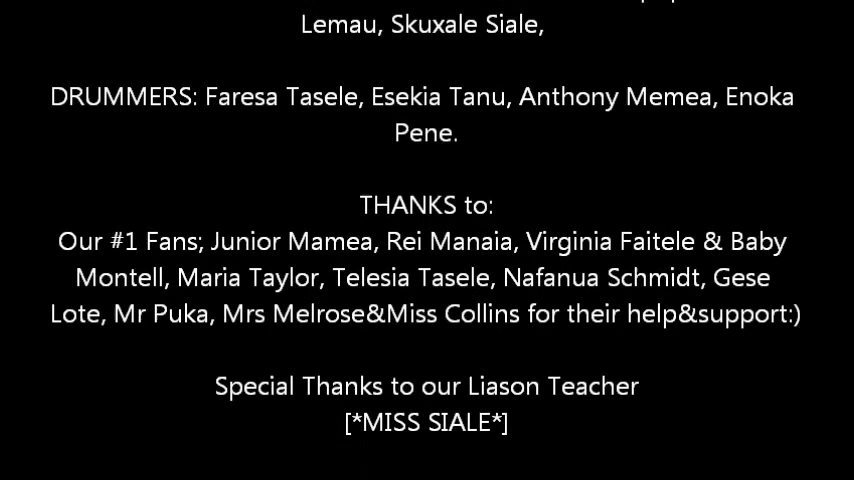 Lemau, Skuxale Siale,
DRUMMERS: Faresa Tasele, Esekia Tanu, Anthony Memea, Enoka
Pene.
THANKS to:
Our #1 Fans; Junior Mamea, Rei Manaia, Virginia Faitele & Baby
Montell, Maria Taylor, Telesia Tasele, Nafanua Schmidt, Gese
Lote, Mr Puka, Mrs Melrose&Miss Collins for their help&support:)
Special Thanks to our Liason Teacher
[*MISS SIALE*]